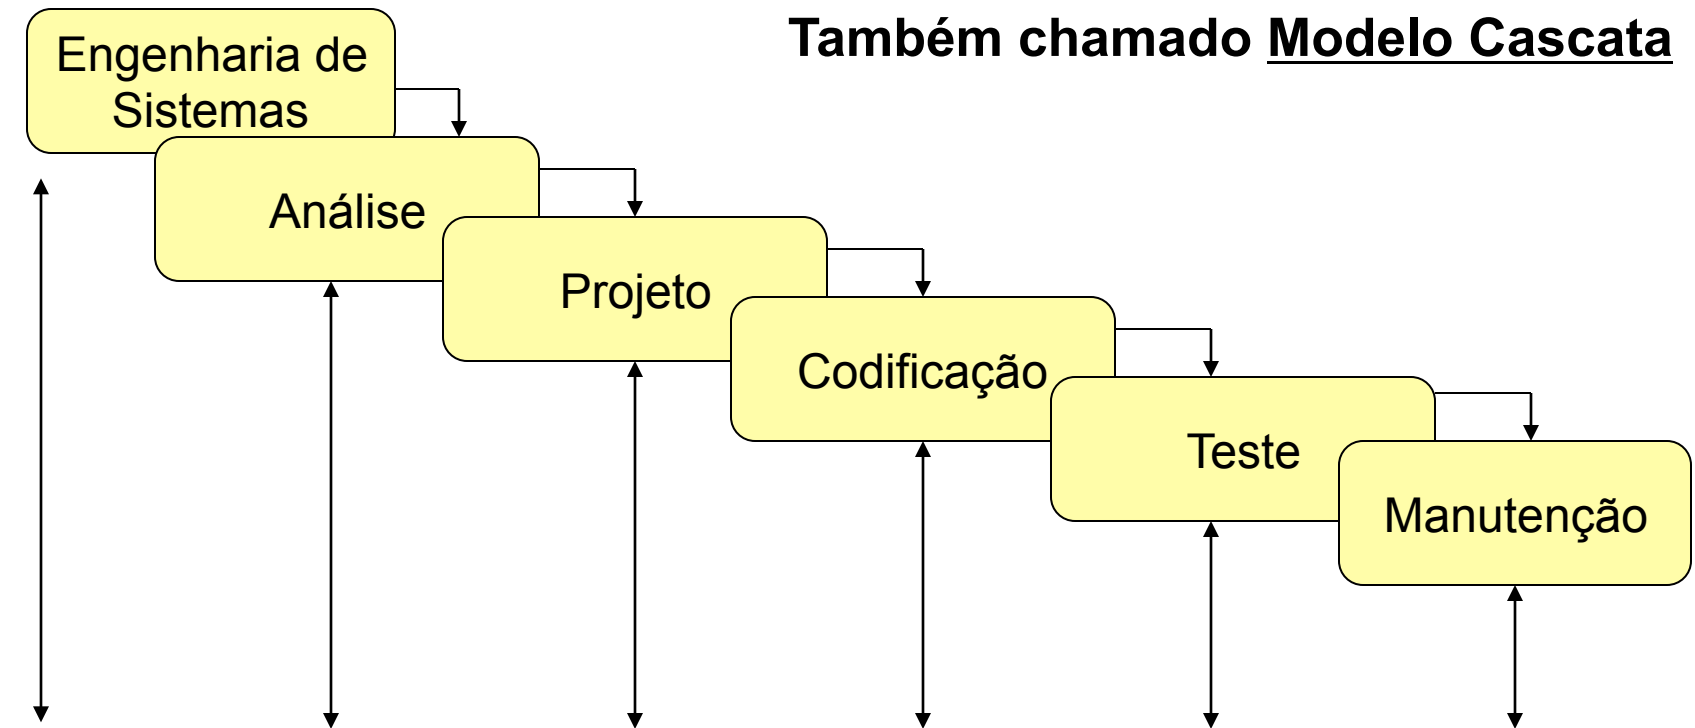 Também chamado Modelo Cascata
Engenharia de
Sistemas
Análise
Projeto
Codificação
Teste
Manutenção